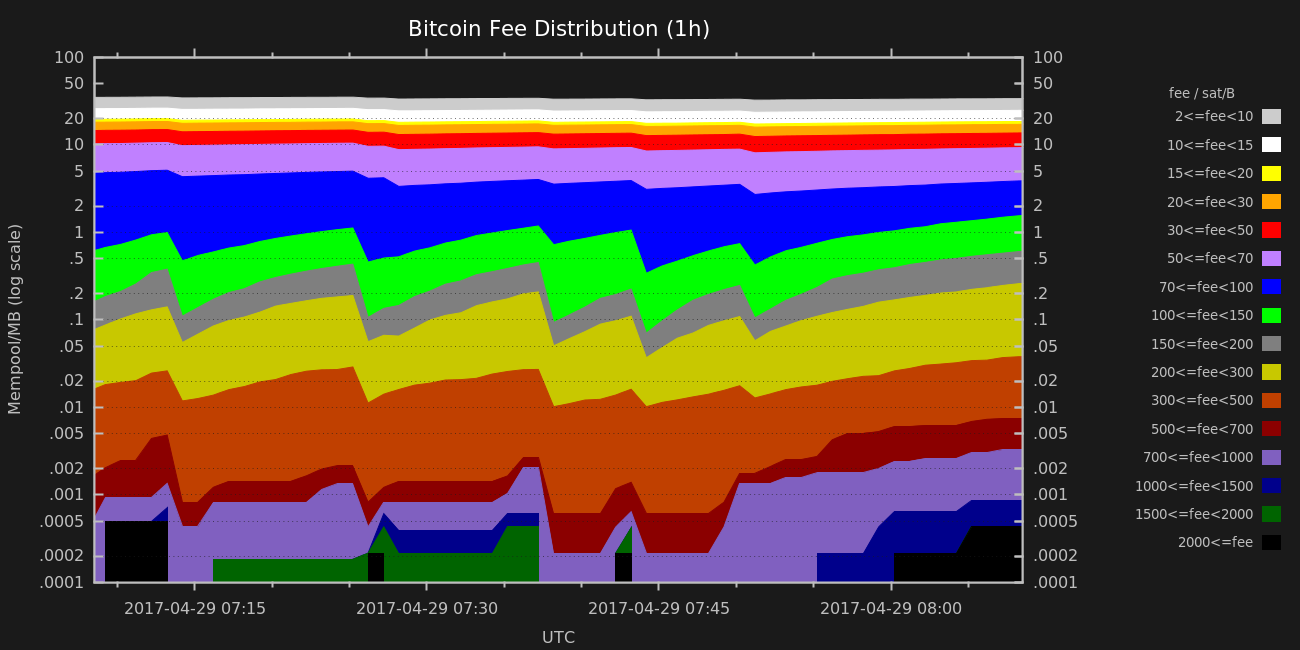 Bitcoin Fee Distribution (1h)
100 100
50 50
20 20
10 10
5 5
2 2
1 1
.5 .5
.2 .2
.1 .1
.05 .05
.02 .02
.01 .01
.005 .005
.002 .002
.001 .001
.0005 .0005
.0002 .0002
.0001 .0001
Mempool/MB (log scale)
2017-04-29 07:15 2017-04-29 07:30 2017-04-29 07:45 2017-04-29 08:00
UTC
fee / sat/B
2<=fee<10
10<=fee<15
15<=fee<20
20<=fee<30
30<=fee<50
50<=fee<70
70<=fee<100
100<=fee<150
150<=fee<200
200<=fee<300
300<=fee<500
500<=fee<700
700<=fee<1000
1000<=fee<1500
1500<=fee<2000
2000<=fee